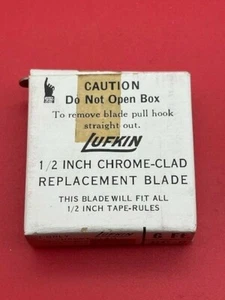 CAUTION
Do Not Open Box
To remove blade pull hook
straight out.
LUFKIN
1/2 INCH CHROME-CLAD
REPLACEMENT BLADE
THIS BLADE WILL FIT ALL
1/2 INCH TAPE-RULES